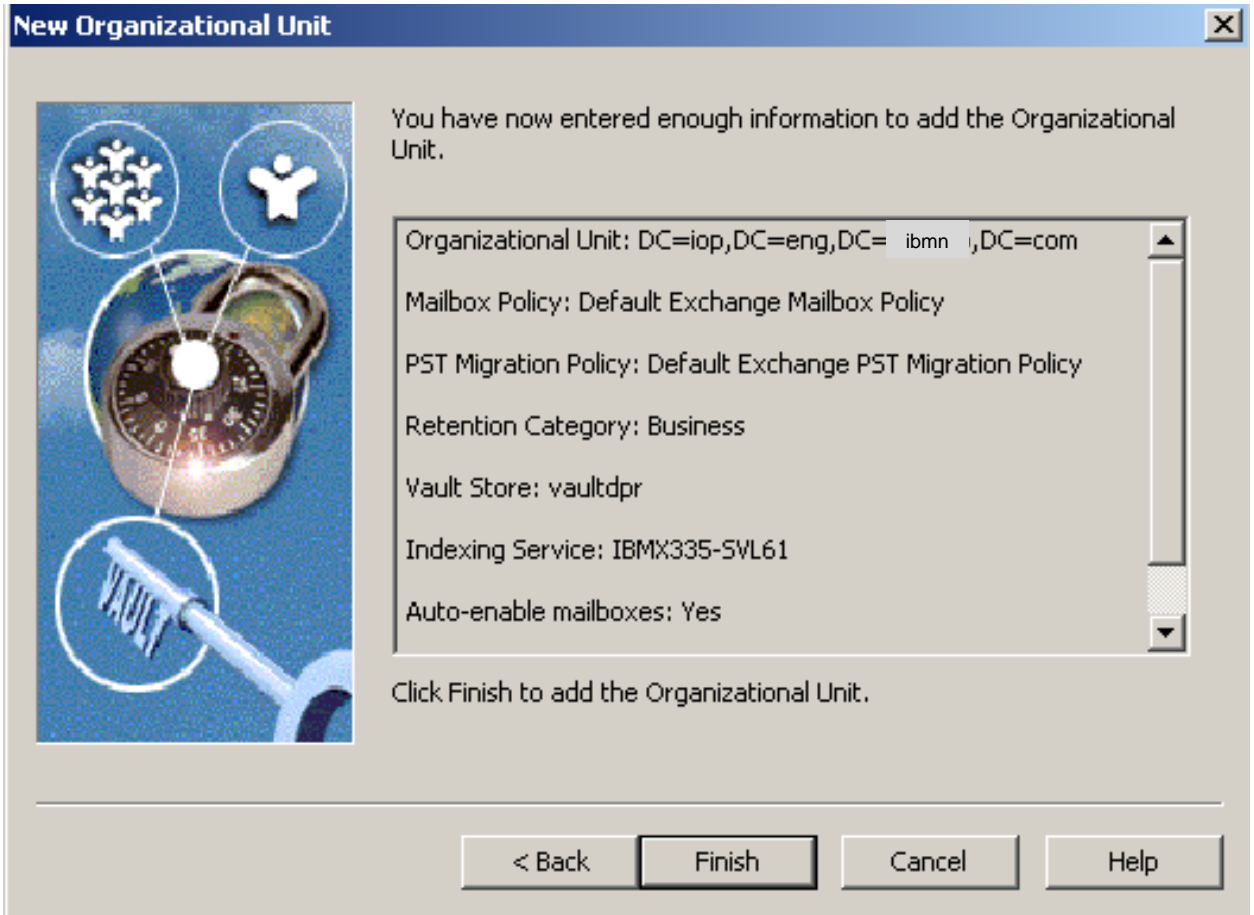 New Organizational Unit
You have now entered enough information to add the Organizational
Unit.
Organizational Unit: DC=iop,DC=eng,DC= ibmn ,DC=com
Mailbox Policy: Default Exchange Mailbox Policy
PST Migration Policy: Default Exchange PST Migration Policy
Retention Category: Business
Vault Store: vaultdpr
Indexing Service: IBMX335-SVL61
Auto-enable mailboxes: Yes
VAULT
Click Finish to add the Organizational Unit.
< Back
Finish
Cancel
Help